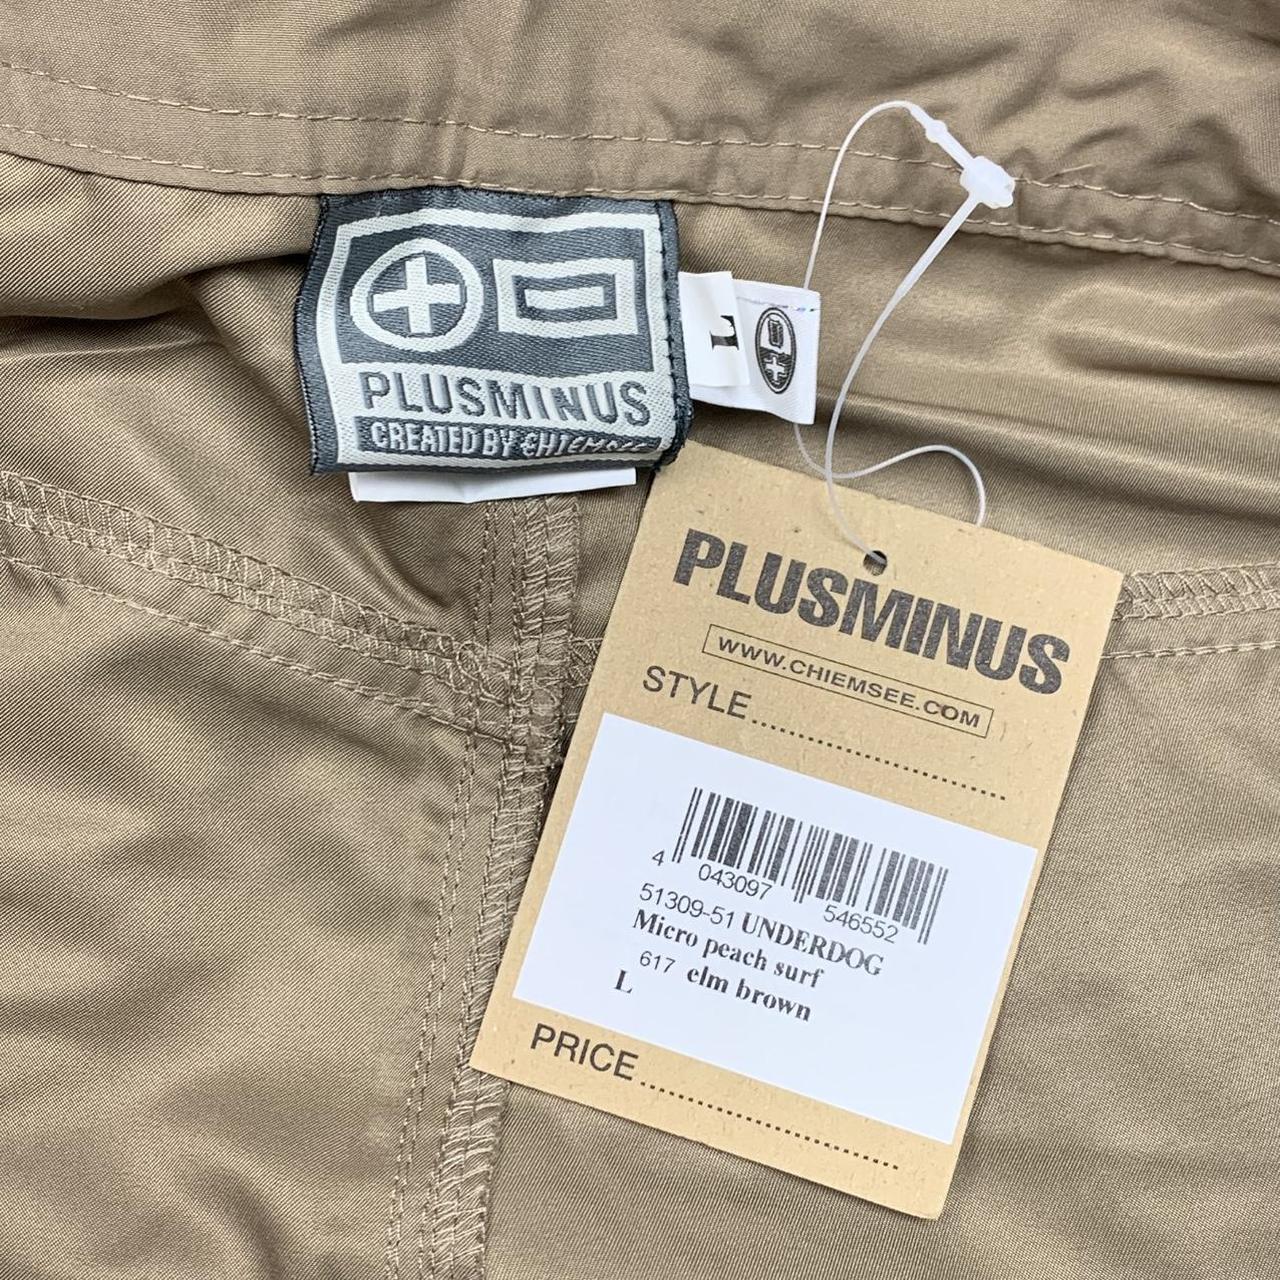 PLUSMINUS
CREATED BY CHIEMSEE
L
PLUSMINUS
WWW.CHIEMSEE.COM
STYLE....................
4 043097 546552
51309-51 UNDERDOG
Micro peach surf
617 elm brown
L
PRICE....................